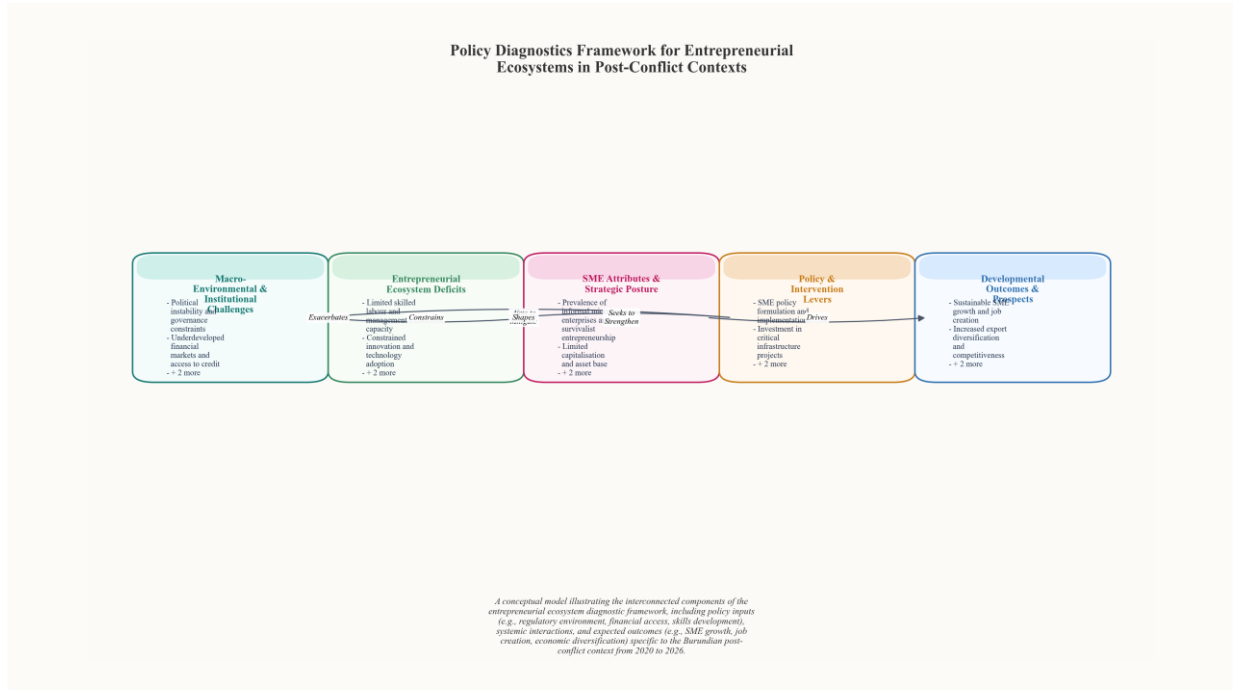 Policy Diagnostics Framework for Entrepreneurial
Ecosystems in Post-Conflict Contexts
Macro-
Environmental &
Institutional
Challenges
- Political
instability and
governance
constraints
- Underdeveloped
financial
markets and
access to credit
- + 2 more
Exacerbates
Entrepreneurial
Ecosystem Deficits
- Limited skilled
labour and
management
capacity
- Constrained
innovation and
technology
adoption
- + 2 more
Constrains
Shapes
SME Attributes &
Strategic Posture
- Prevalence of
informal micro
enterprises
survivalist
entrepreneurship
- Limited
capitalisation
and asset base
- + 2 more
Seeks to
Strengthen
Policy &
Intervention
Levers
- SME policy
formulation and
implementation
- Investment in
critical
infrastructure
projects
- + 2 more
Drives
Developmental
Outcomes &
Prospects
- Sustainable SME
growth and job
creation
- Increased export
diversification
and
competitiveness
- + 2 more
A conceptual model illustrating the interconnected components of the
entrepreneurial ecosystem diagnostic framework, including policy inputs
(e.g., regulatory environment, financial access, skills development),
systemic interactions, and expected outcomes (e.g., SME growth, job
creation, economic diversification) specific to the Burundian post-
conflict context from 2020 to 2026.